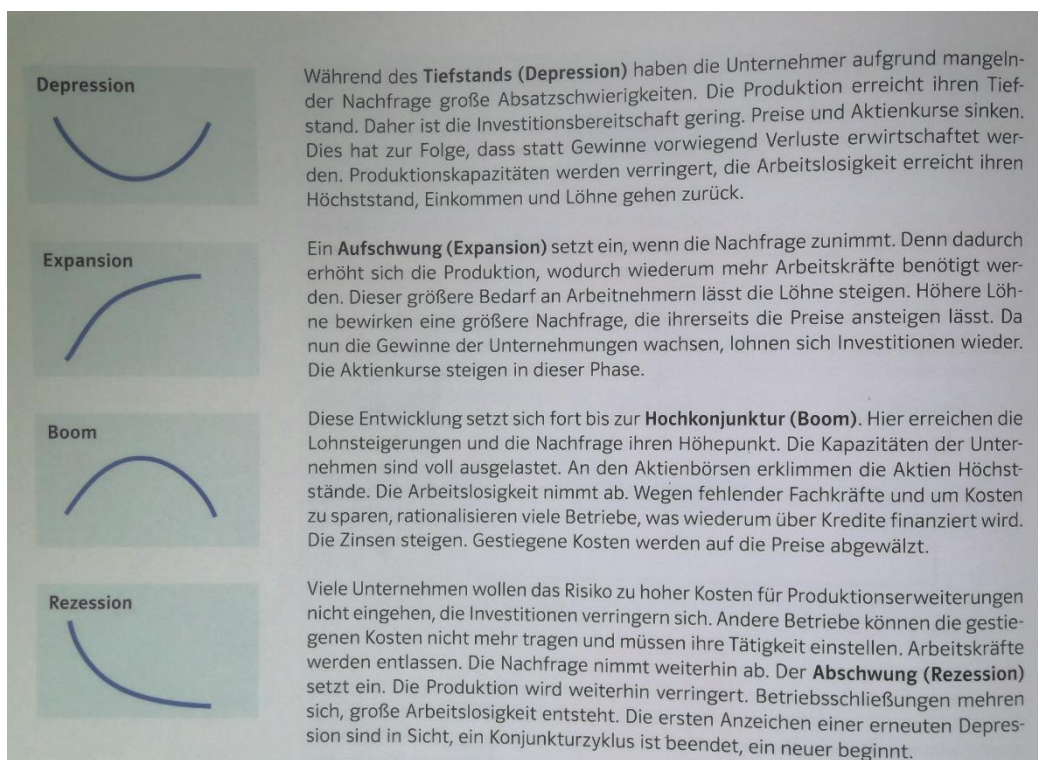 Depression
Während des Tiefstands (Depression) haben die Unternehmer aufgrund mangeln-
der Nachfrage große Absatzschwierigkeiten. Die Produktion erreicht ihren Tief-
stand. Daher ist die Investitionsbereitschaft gering. Preise und Aktienkurse sinken.
Dies hat zur Folge, dass statt Gewinne vorwiegend Verluste erwirtschaftet wer-
den. Produktionskapazitäten werden verringert, die Arbeitslosigkeit erreicht ihren
Höchststand, Einkommen und Löhne gehen zurück.
Expansion
Ein Aufschwung (Expansion) setzt ein, wenn die Nachfrage zunimmt. Denn dadurch
erhöht sich die Produktion, wodurch wiederum mehr Arbeitskräfte benötigt wer-
den. Dieser größere Bedarf an Arbeitnehmern lässt die Löhne steigen. Höhere Löh-
ne bewirken eine größere Nachfrage, die ihrerseits die Preise ansteigen lässt. Da
nun die Gewinne der Unternehmungen wachsen, lohnen sich Investitionen wieder.
Die Aktienkurse steigen in dieser Phase.
Boom
Diese Entwicklung setzt sich fort bis zur Hochkonjunktur (Boom). Hier erreichen die
Lohnsteigerungen und die Nachfrage ihren Höhepunkt. Die Kapazitäten der Unter-
nehmen sind voll ausgelastet. An den Aktienbörsen erklimmen die Aktien Höchst-
stände. Die Arbeitslosigkeit nimmt ab. Wegen fehlender Fachkräfte und um Kosten
zu sparen, rationalisieren viele Betriebe, was wiederum über Kredite finanziert wird.
Die Zinsen steigen. Gestiegene Kosten werden auf die Preise abgewälzt.
Rezession
Viele Unternehmen wollen das Risiko zu hoher Kosten für Produktionserweiterungen
nicht eingehen, die Investitionen verringern sich. Andere Betriebe können die gestie-
genen Kosten nicht mehr tragen und müssen ihre Tätigkeit einstellen. Arbeitskräfte
werden entlassen. Die Nachfrage nimmt weiterhin ab. Der Abschwung (Rezession)
setzt ein. Die Produktion wird weiterhin verringert. Betriebsschließungen mehren
sich, große Arbeitslosigkeit entsteht. Die ersten Anzeichen einer erneuten Depres-
sion sind in Sicht, ein Konjunkturzyklus ist beendet, ein neuer beginnt.